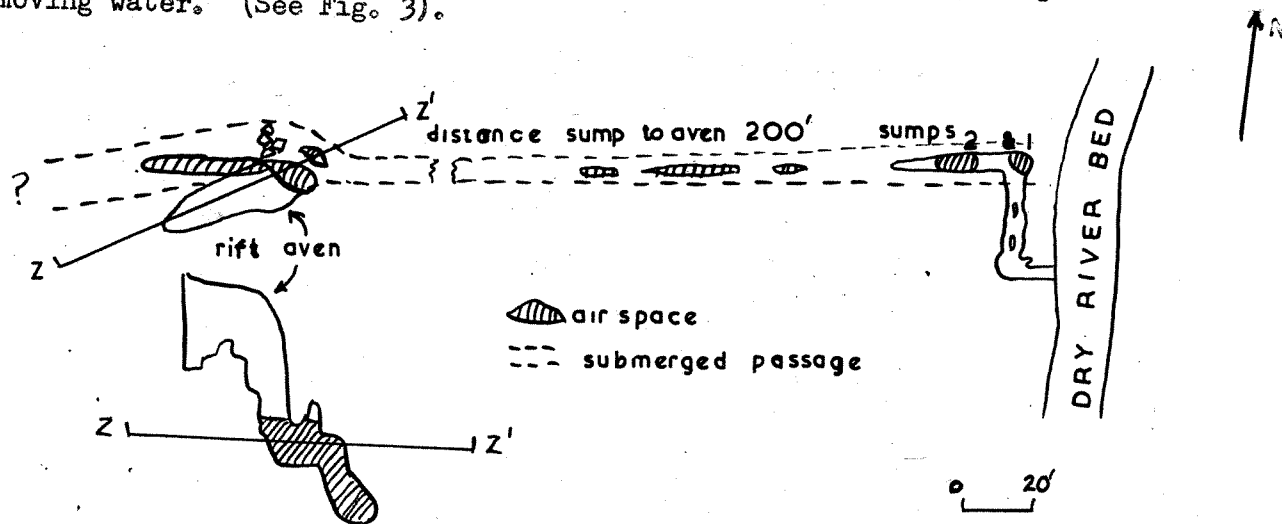 moving water. (See Fig. 3).
N
Z'
distance sump to aven 200'
sumps 2 & 1
?
Z
rift aven
air space
submerged passage
DRY RIVER BED
Z
Z'
0 20'